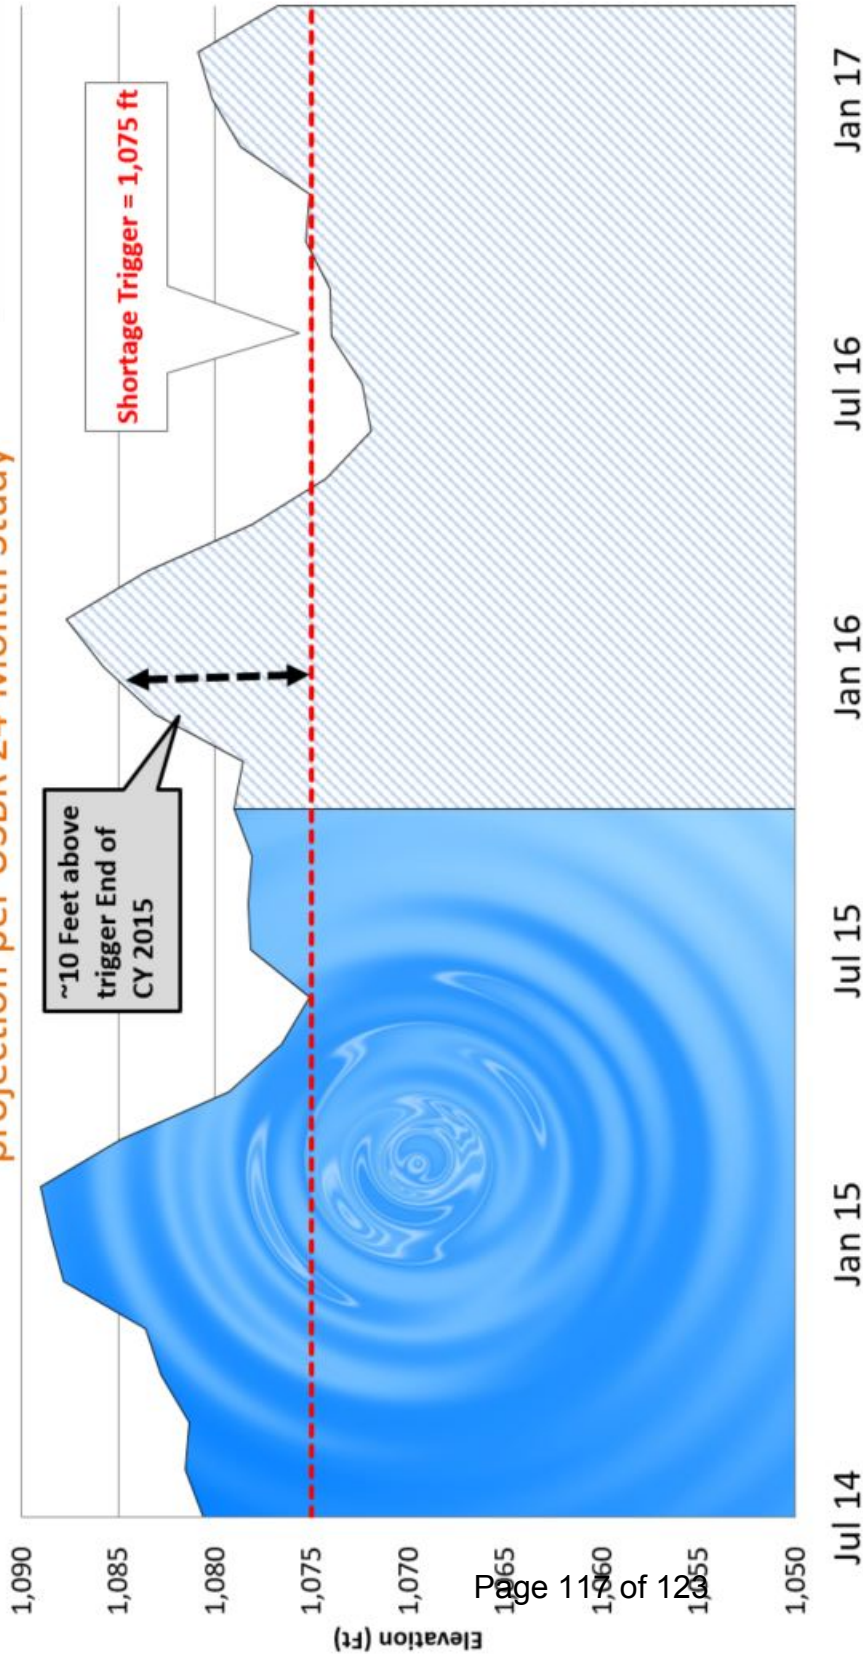 projection per USBR 24-Month Study
Elevation (Ft)
1,090
1,085
1,080
1,075
1,070
1,065
1,060
1,055
1,050
~10 Feet above
trigger End of
CY 2015
Shortage Trigger = 1,075 ft
Jul 14
Jan 15
Jul 15
Jan 16
Jul 16
Jan 17
Page 117 of 123